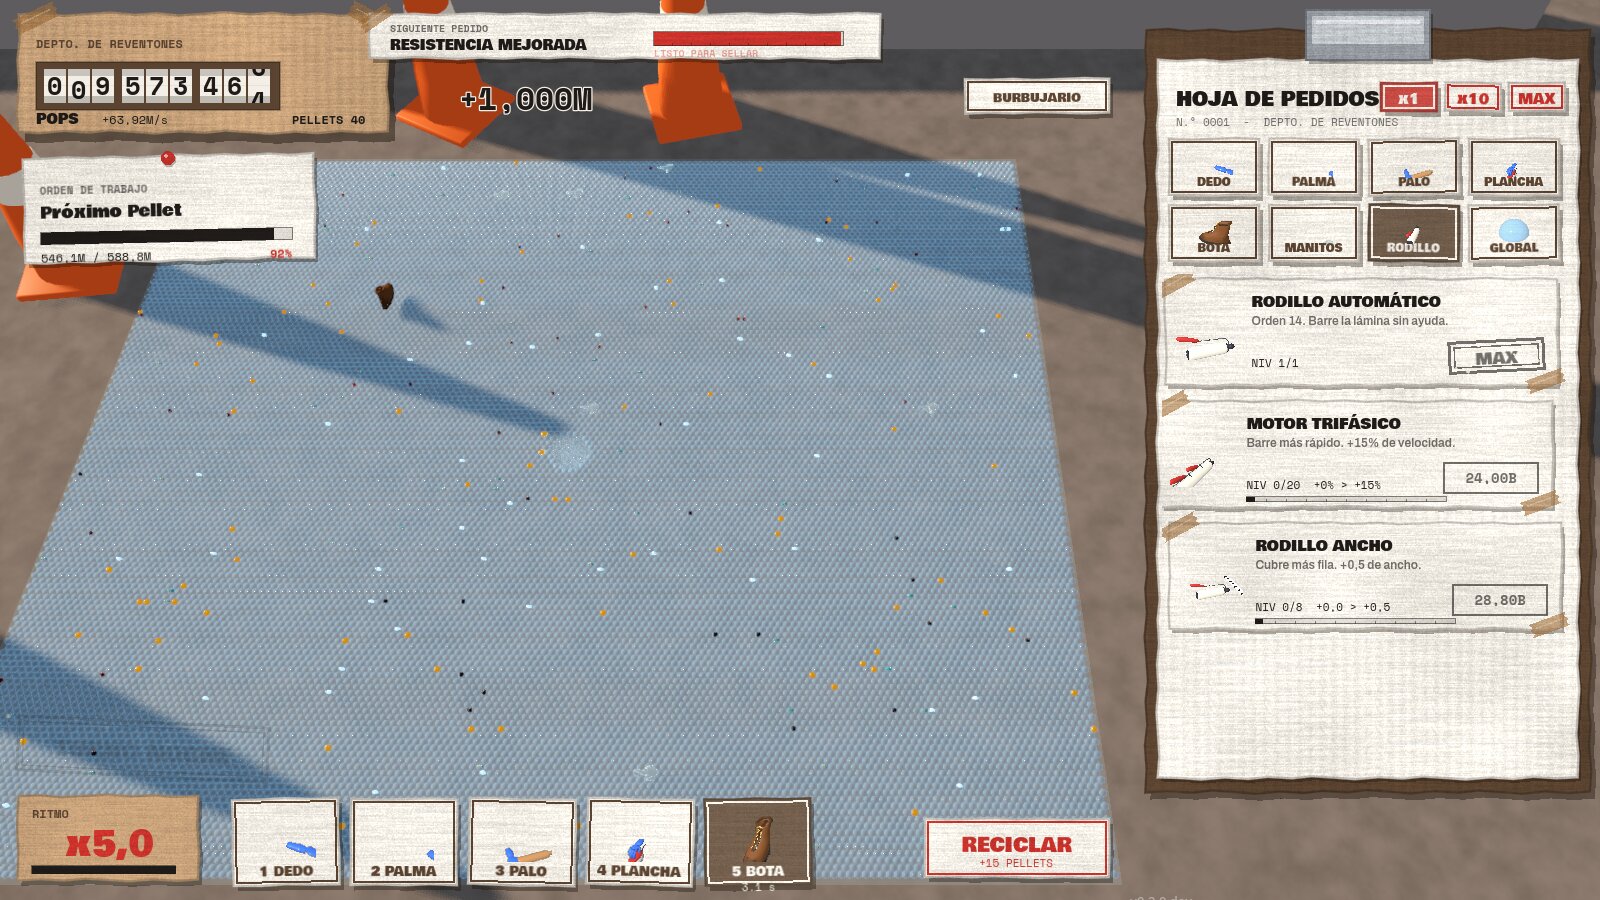 DEPTO. DE REVENTONES
POPS
+63,92M/s
PELLETS 40
SIGUIENTE PEDIDO
RESISTENCIA MEJORADA
LISTO PARA SELLAR
+1,000M
BURBUJARIO
ORDEN DE TRABAJO
Próximo Pellet
546,1M / 588,8M
92%
HOJA DE PEDIDOS
x1
x10
MAX
N.° 0001 - DEPTO. DE REVENTONES
DEDO
PALMA
PALO
PLANCHA
BOTA
MANITOS
RODILLO
GLOBAL
RODILLO AUTOMÁTICO
Orden 14. Barre la lámina sin ayuda.
NIV 1/1
MAX
MOTOR TRIFÁSICO
Barre más rápido. +15% de velocidad.
NIV 0/20 +0% > +15%
24,00B
RODILLO ANCHO
Cubre más fila. +0,5 de ancho.
NIV 0/8 +0.0 > +0.5
28,80B
RITMO
x5,0
1 DEDO
2 PALMA
3 PALO
4 PLANCHA
5 BOTA
3.1 s
RECICLAR
+15 PELLETS